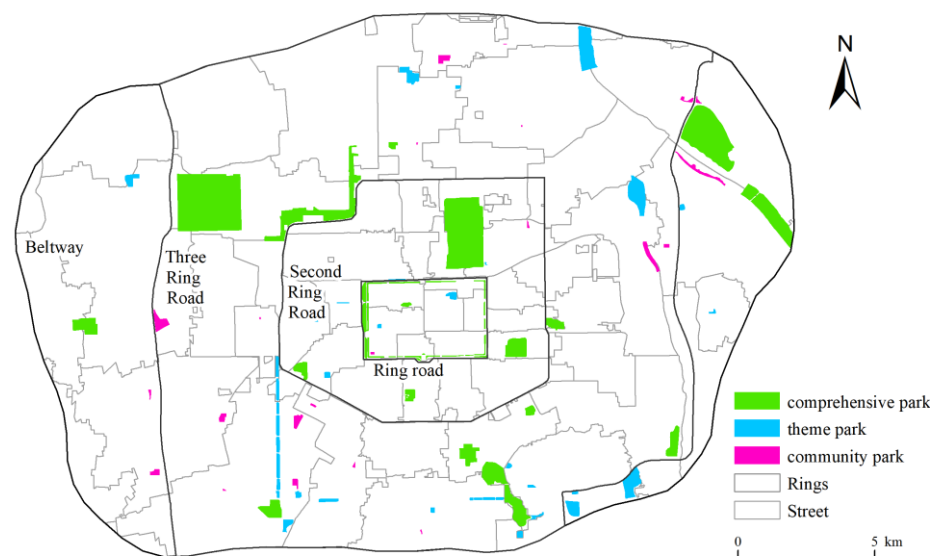 N
Beltway
Three
Ring
Road
Second
Ring
Road
Ring road
comprehensive park
theme park
community park
Rings
Street
0 5 km